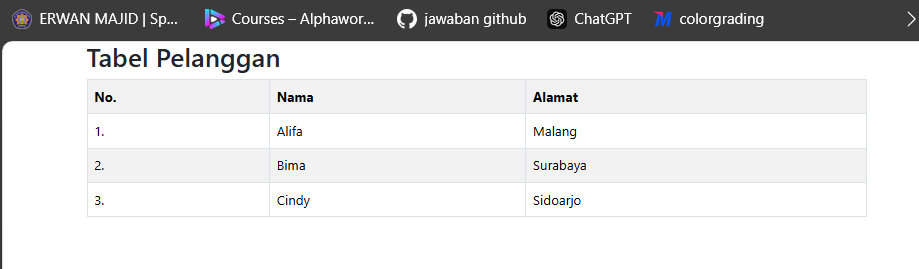 ERWAN MAJID | Sp... Courses – Alphawor... jawaban github ChatGPT colorgrading
Tabel Pelanggan
No. Nama Alamat
1. Alifa Malang
2. Bima Surabaya
3. Cindy Sidoarjo